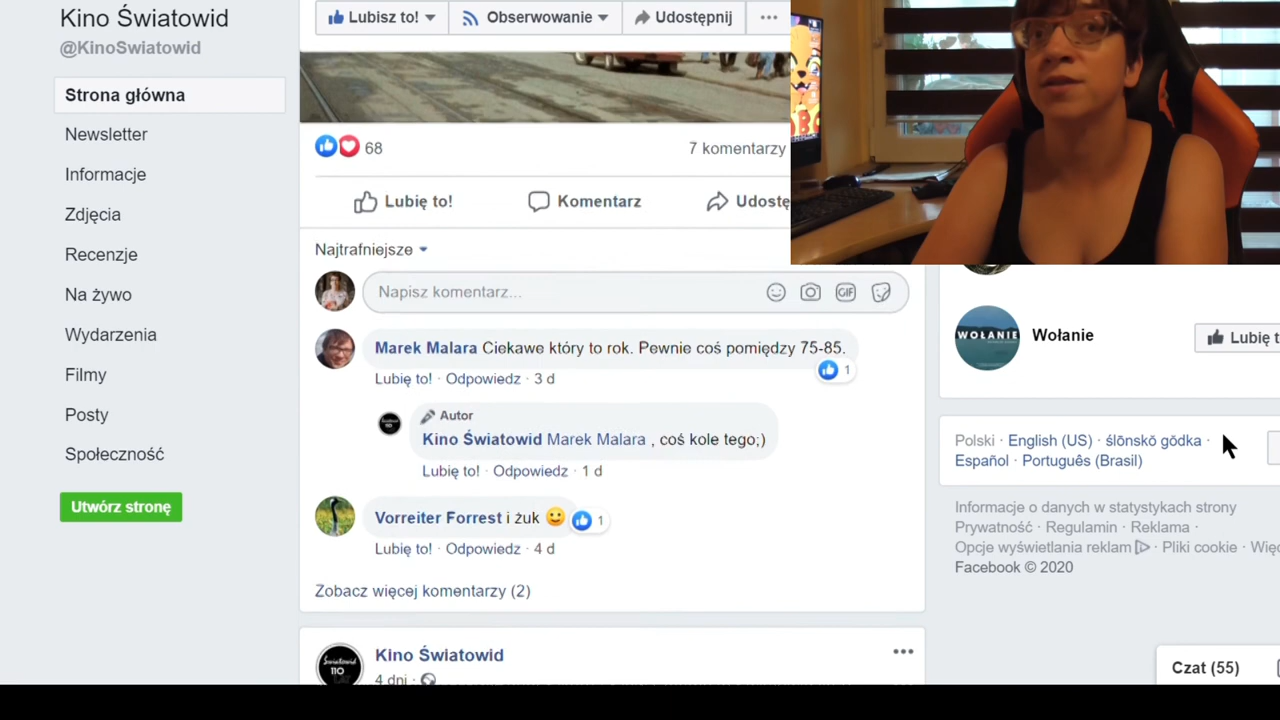 Kino Światowid
@KinoSwiatowid
Strona główna
Newsletter
Informacje
Zdjęcia
Recenzje
Na żywo
Wydarzenia
Filmy
Posty
Społeczność
Utwórz stronę
Lubisz to! Obserwowanie Udostępnij
68 7 komentarzy
Lubię to! Komentarz
Najtrafniejsze
Napisz komentarz... GIF
Marek Malara Ciekawe który to rok. Pewnie coś pomiędzy 75-85.
1
Lubię to! · Odpowiedz · 3 d
Autor
Kino Światowid Marek Malara , coś kole tego;)
Lubię to! · Odpowiedz · 1 d
Vorreiter Forrest i żuk 🙂 1
Lubię to! · Odpowiedz · 4 d
Zobacz więcej komentarzy (2)
Światowid
110
Kino Światowid
4 dni ·
WOŁANIE
Wołanie
Lubię t
Polski · English (US) · ślōnskŏ gŏdka ·
Español · Português (Brasil)
Informacje o danych w statystykach strony
Prywatność · Regulamin · Reklama ·
Opcje wyświetlania reklam · Pliki cookie ·
Facebook © 2020
Czat (55)